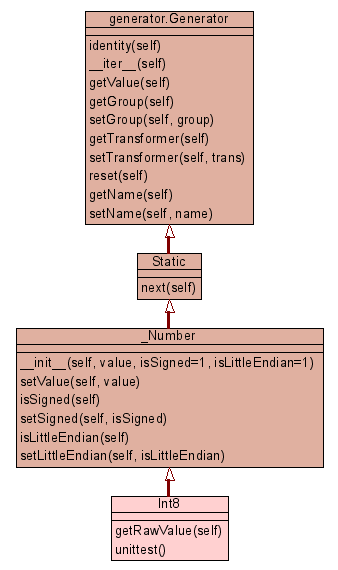 generator.Generator
identity(self)
__iter__(self)
getValue(self)
getGroup(self)
setGroup(self, group)
getTransformer(self)
setTransformer(self, trans)
reset(self)
getName(self)
setName(self, name)
Static
next(self)
_Number
__init__(self, value, isSigned=1, isLittleEndian=1)
setValue(self, value)
isSigned(self)
setSigned(self, isSigned)
isLittleEndian(self)
setLittleEndian(self, isLittleEndian)
Int8
getRawValue(self)
unittest()